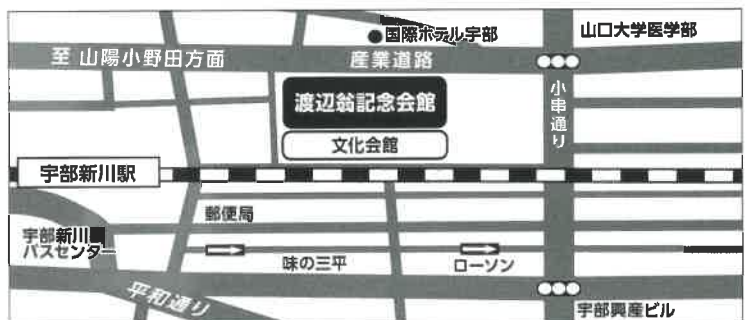 国際ホテル宇部
山口大学医学部
至 山陽小野田方面
産業道路
渡辺翁記念会館
小串通り
文化会館
宇部新川駅
郵便局
宇部新川
バスセンター
味の三平
ローソン
平和通り
宇部興産ビル